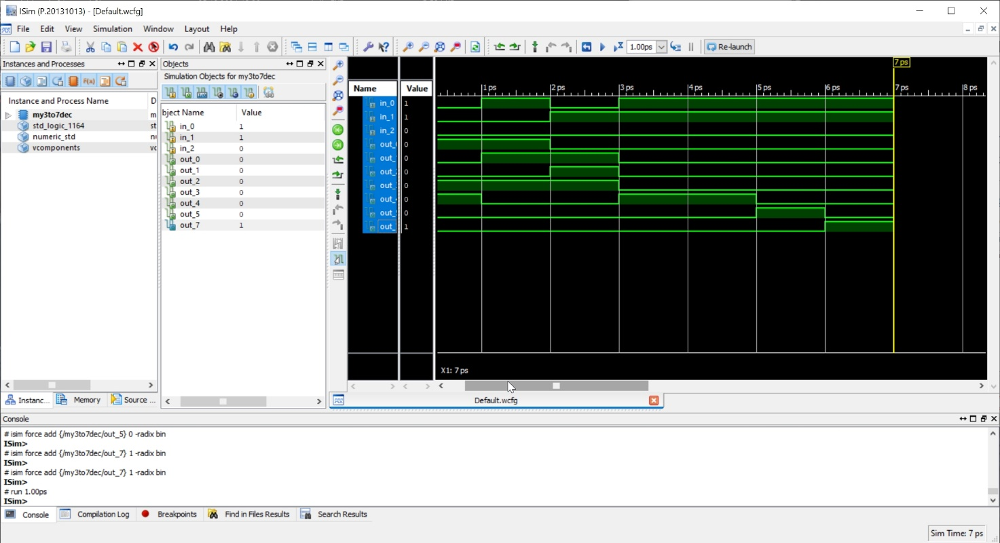 ISim (P.20131013) - [Default.wcfg]
File Edit View Simulation Window Layout Help
1.00ps Re-launch
Instances and Processes
Instance and Process Name D
my3to7dec m
std_logic_1164 st
numeric_std nu
vcomponents vc
Instanc... Memory Source ...
Objects
Simulation Objects for my3to7dec
bject Name Value
in_0 1
in_1 1
in_2 0
out_0 0
out_1 0
out_2 0
out_3 0
out_4 0
out_5 0
out_7 1
7 ps
Name Value
1 ps 2 ps 3 ps 4 ps 5 ps 6 ps 7 ps 8 ps
in_0 1
in_1 1
in_2 0
out_ 0
out_ 0
out_ 0
out_ 0
out_ 0
out_ 0
out_ 1
X1: 7 ps
Default.wcfg
Console
# isim force add {/my3to7dec/out_5} 0 -radix bin
ISim>
# isim force add {/my3to7dec/out_7} 1 -radix bin
ISim>
# isim force add {/my3to7dec/out_7} 1 -radix bin
ISim>
# run 1.00ps
ISim>
Console Compilation Log Breakpoints Find in Files Results Search Results
Sim Time: 7 ps